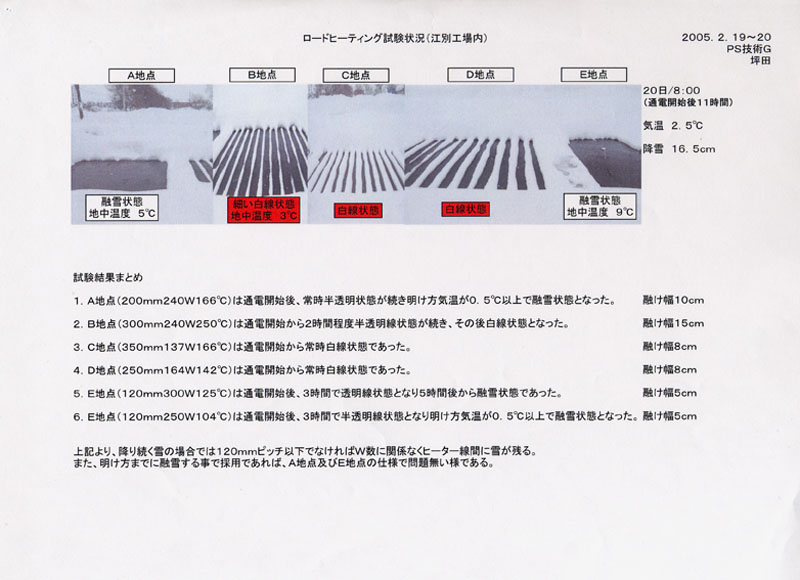 ロードヒーティング試験状況(江別工場内)
2005. 2. 19～20
PS技術G
坪田
A地点
B地点
C地点
D地点
E地点
20日/8:00
(通電開始後11時間)
気温 2. 5℃
降雪 16. 5cm
融雪状態
地中温度 5℃
細い白線状態
地中温度 3℃
白線状態
白線状態
融雪状態
地中温度 9℃
試験結果まとめ
1. A地点(200mm240W166℃)は通電開始後、常時半透明状態が続き明け方気温が0. 5℃以上で融雪状態となった。 融け幅10cm
2. B地点(300mm240W250℃)は通電開始から2時間程度半透明線状態が続き、その後白線状態となった。 融け幅15cm
3. C地点(350mm137W166℃)は通電開始から常時白線状態であった。 融け幅8cm
4. D地点(250mm164W142℃)は通電開始から常時白線状態であった。 融け幅8cm
5. E地点(120mm300W125℃)は通電開始後、3時間で透明線状態となり5時間後から融雪状態であった。 融け幅5cm
6. E地点(120mm250W104℃)は通電開始後、3時間で半透明線状態となり明け方気温が0. 5℃以上で融雪状態となった。 融け幅5cm
上記より、降り続く雪の場合では120mmピッチ以下でなければW数に関係なくヒーター線間に雪が残る。
また、明け方までに融雪する事で採用であれば、A地点及びE地点の仕様で問題無い様である。